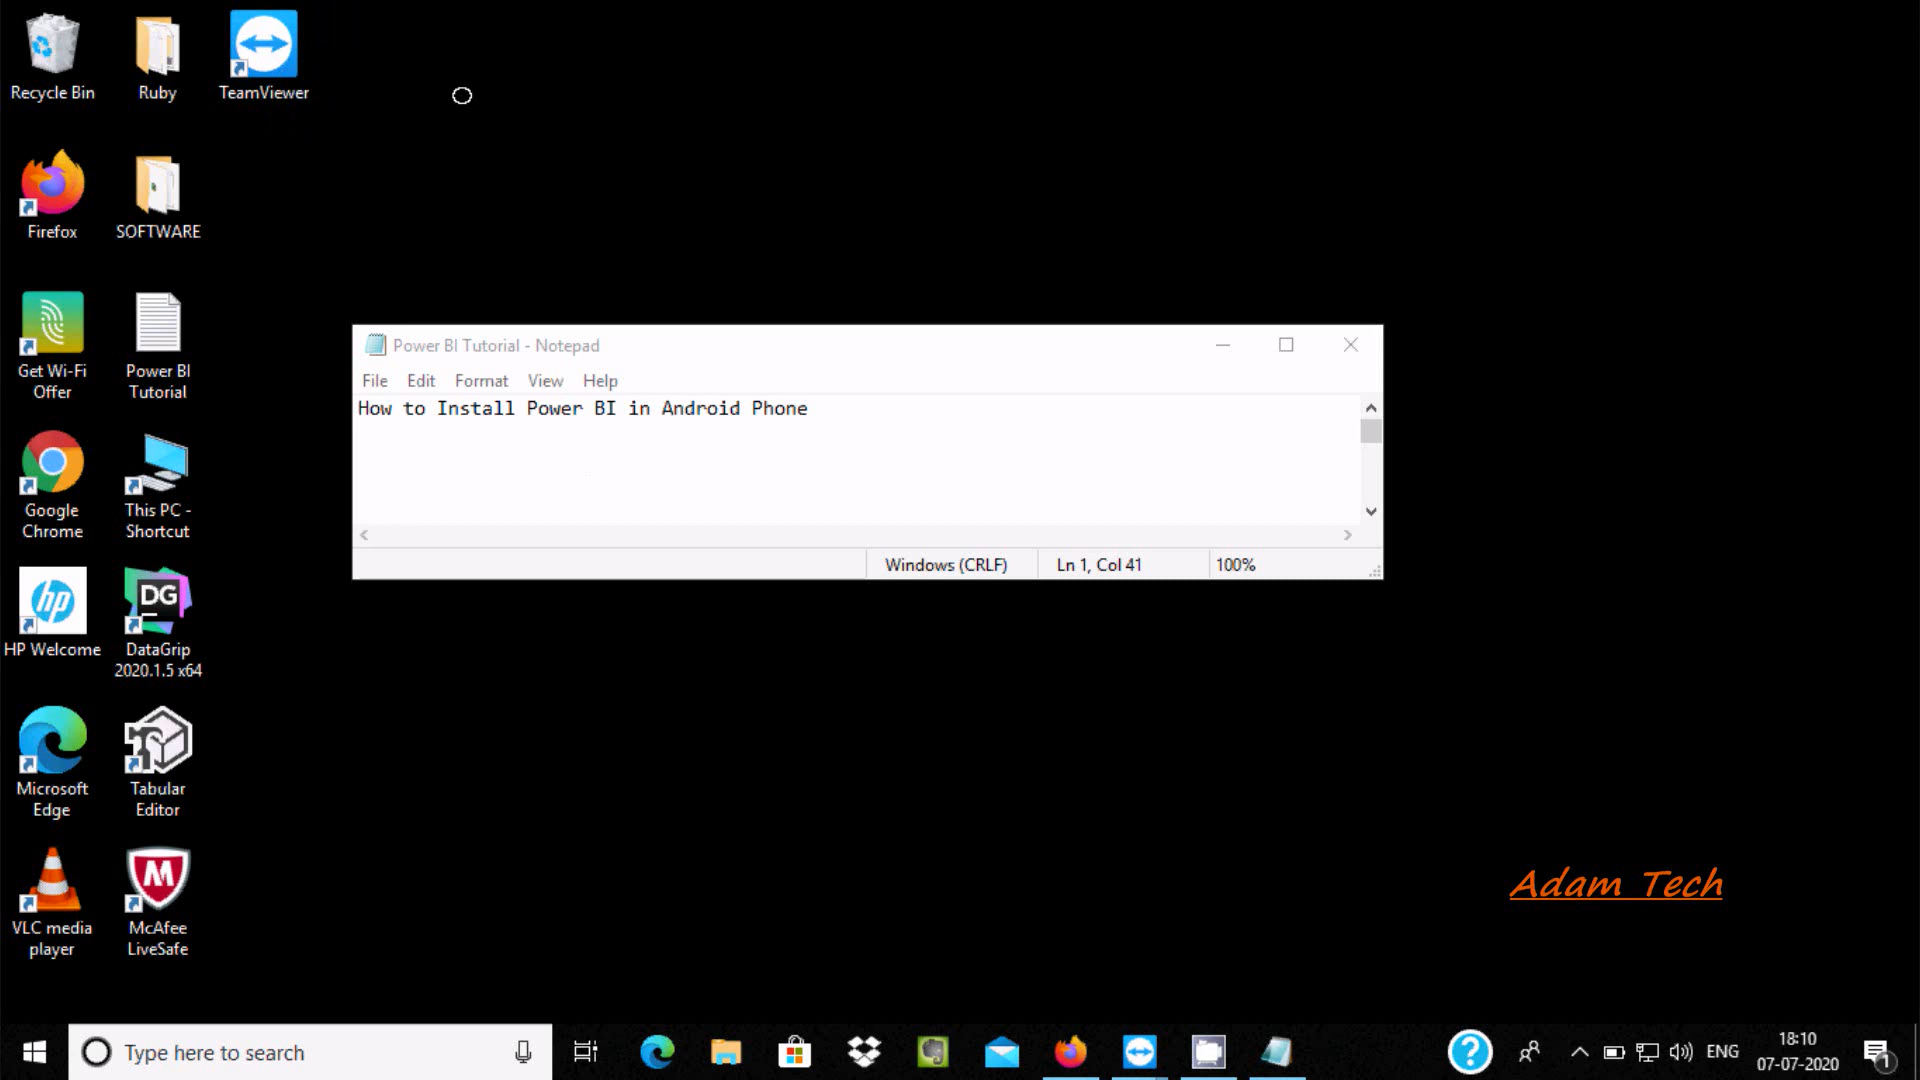 Recycle Bin
Ruby
TeamViewer
Firefox
SOFTWARE
Get Wi-Fi
Offer
Power BI
Tutorial
Google
Chrome
This PC -
Shortcut
hp
HP Welcome
DG
DataGrip
2020.1.5 x64
Microsoft
Edge
Tabular
Editor
VLC media
player
McAfee
LiveSafe
Power BI Tutorial - Notepad
File Edit Format View Help
How to Install Power BI in Android Phone
Windows (CRLF) Ln 1, Col 41 100%
Adam Tech
Type here to search
ENG
18:10
07-07-2020
1